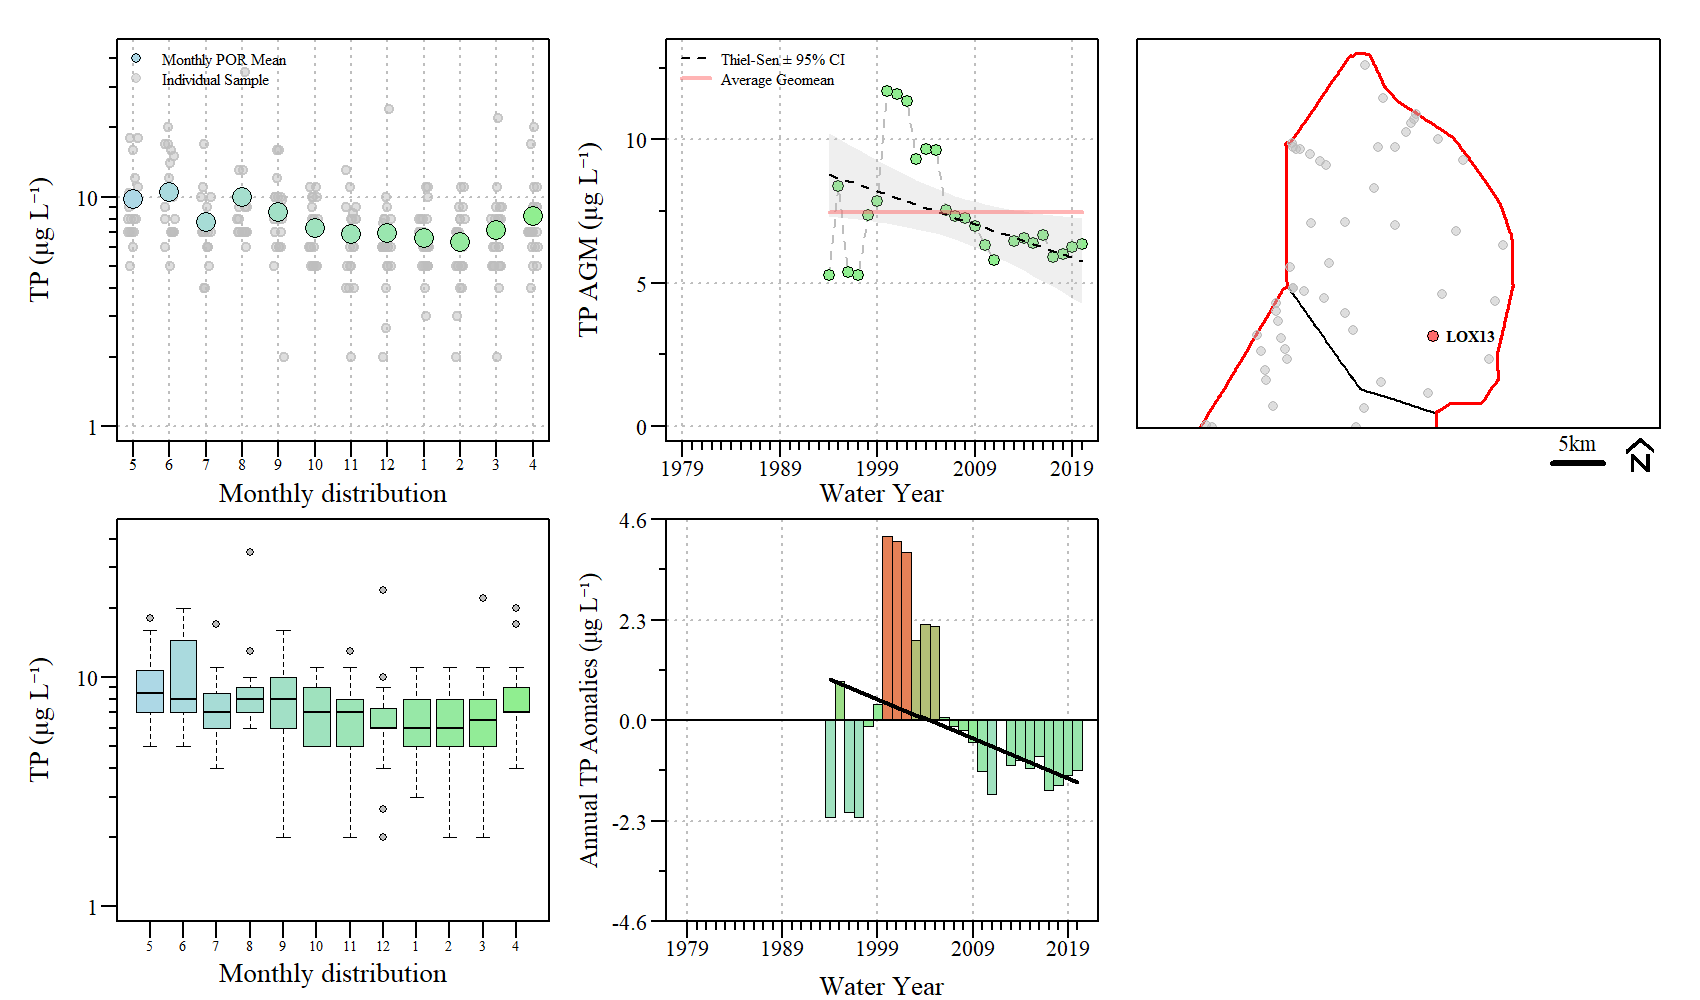 TP (µg L⁻¹)
10
1
Monthly POR Mean
Individual Sample
5 6 7 8 9 10 11 12 1 2 3 4
Monthly distribution
TP AGM (µg L⁻¹)
10
5
0
Thiel-Sen ± 95% CI
Average Geomean
1979 1989 1999 2009 2019
Water Year
LOX13
5km
N
TP (µg L⁻¹)
10
1
5 6 7 8 9 10 11 12 1 2 3 4
Monthly distribution
Annual TP Aomalies (µg L⁻¹)
4.6
2.3
0.0
-2.3
-4.6
1979 1989 1999 2009 2019
Water Year